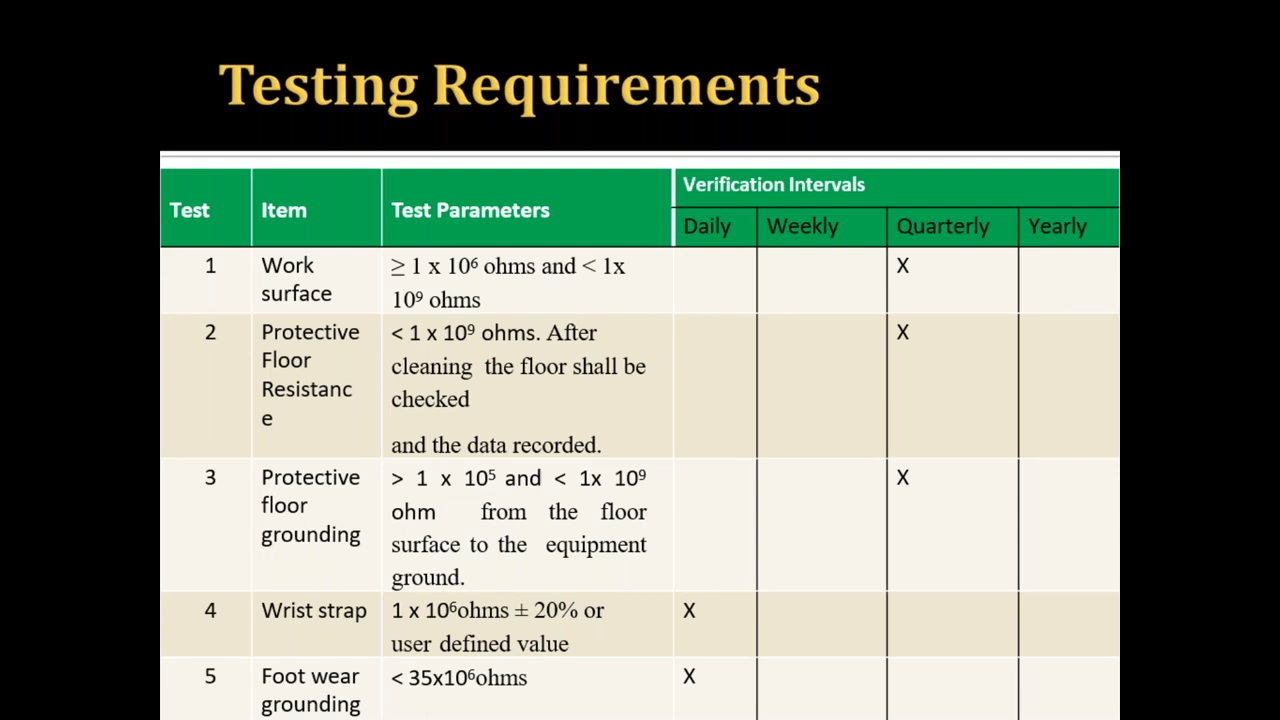 Testing Requirements
Verification Intervals
Test Item Test Parameters
Daily Weekly Quarterly Yearly
1 Work ≥ 1 x 10⁶ ohms and < 1x X
surface 10⁹ ohms
2 Protective < 1 x 10⁹ ohms. After X
Floor cleaning the floor shall be
Resistanc checked
e
and the data recorded.
3 Protective > 1 x 10⁵ and < 1x 10⁹ X
floor ohm from the floor
grounding surface to the equipment
ground.
4 Wrist strap 1 x 10⁶ohms ± 20% or X
user defined value
5 Foot wear < 35x10⁶ohms X
grounding